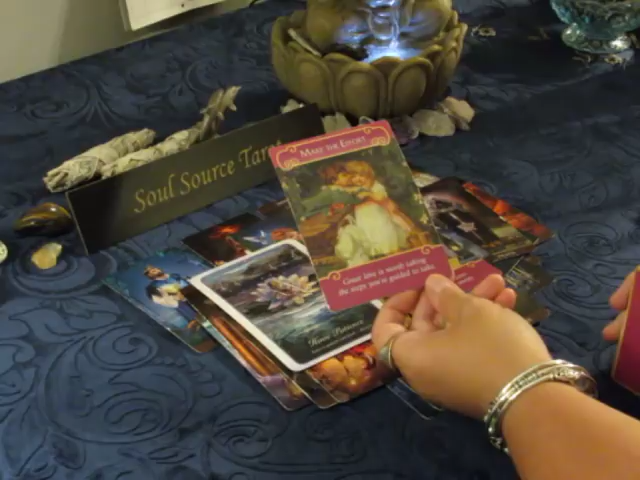 Soul Source Tarot
MAKE THE EFFORT
Great love is worth taking
the steps you're guided to take.
Have Patience